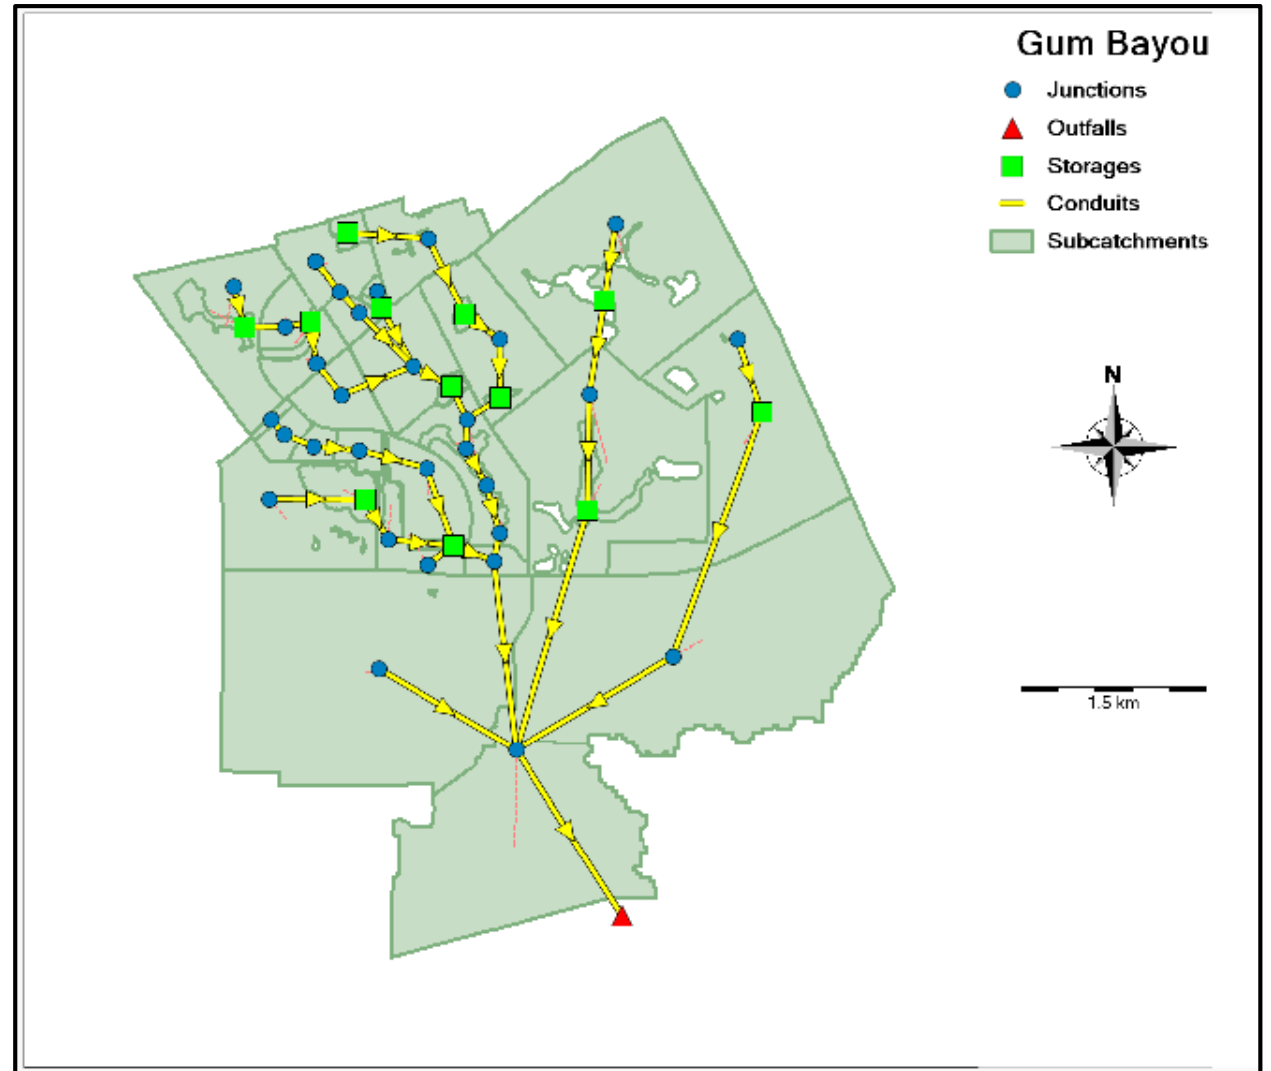 Gum Bayou
Junctions
Outfalls
Storages
Conduits
Subcatchments
N
1.5 km